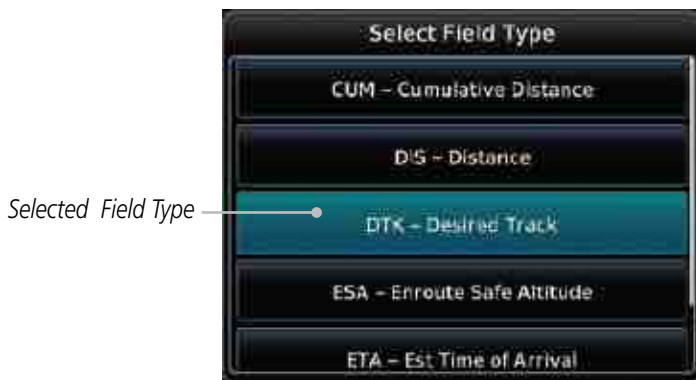 Select Field Type
CUM – Cumulative Distance
DIS – Distance
Selected Field Type
DTK – Desired Track
ESA – Enroute Safe Altitude
ETA – Est Time of Arrival